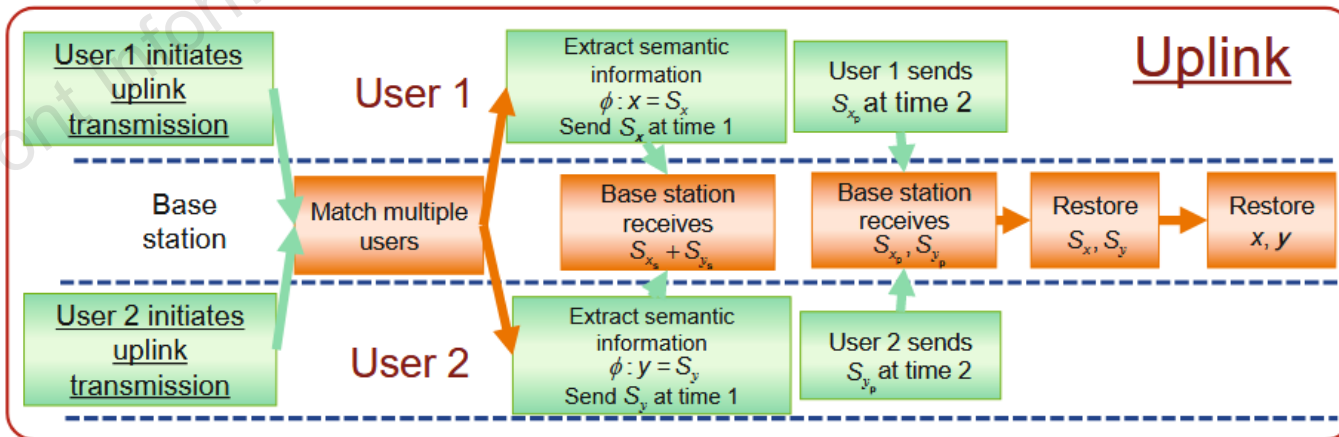 Uplink
User 1 initiates
uplink
transmission
User 1
Extract semantic
information
ϕ : x = Sₓ
Send Sₓ at time 1
User 1 sends
S_{x_p} at time 2
Base
station
Match multiple
users
Base station
receives
S_{x_s} + S_{y_s}
Base station
receives
S_{x_p}, S_{y_p}
Restore
S_x, S_y
Restore
x, y
User 2 initiates
uplink
transmission
User 2
Extract semantic
information
ϕ : y = S_y
Send S_y at time 1
User 2 sends
S_{y_p} at time 2